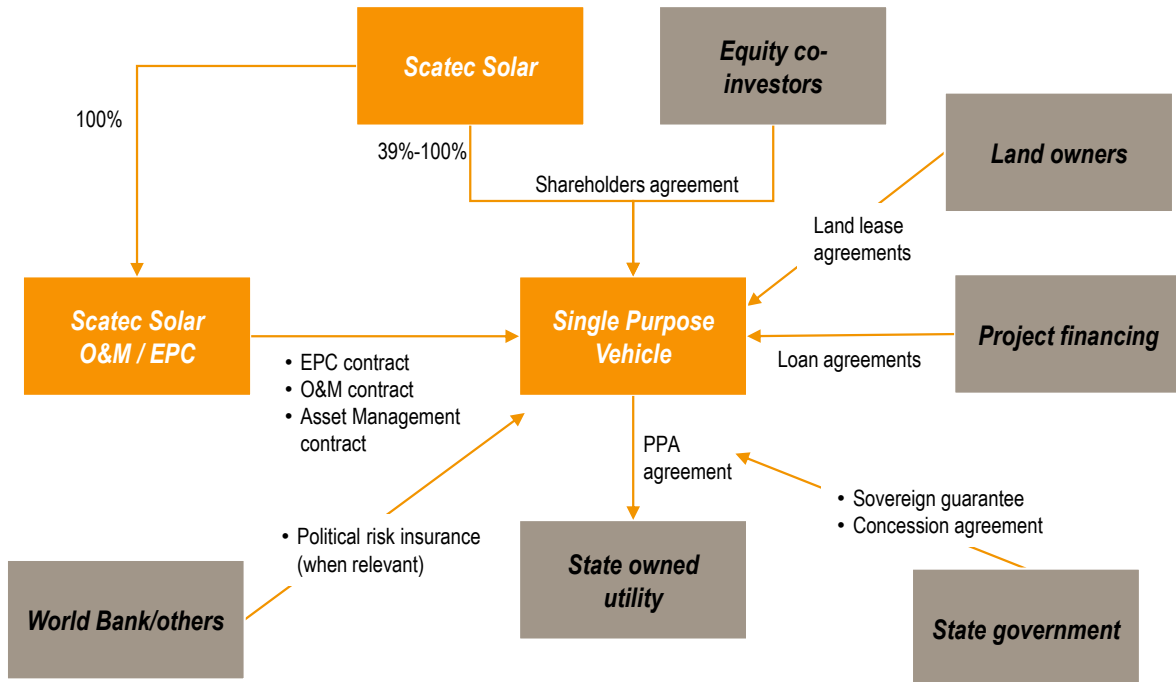 Scatec Solar
Equity co-
investors
100%
39%-100%
Land owners
Shareholders agreement
Land lease
agreements
Scatec Solar
O&M / EPC
Single Purpose
Vehicle
Project financing
Loan agreements
• EPC contract
• O&M contract
• Asset Management
contract
PPA
agreement
• Sovereign guarantee
• Concession agreement
• Political risk insurance
(when relevant)
State owned
utility
World Bank/others
State government